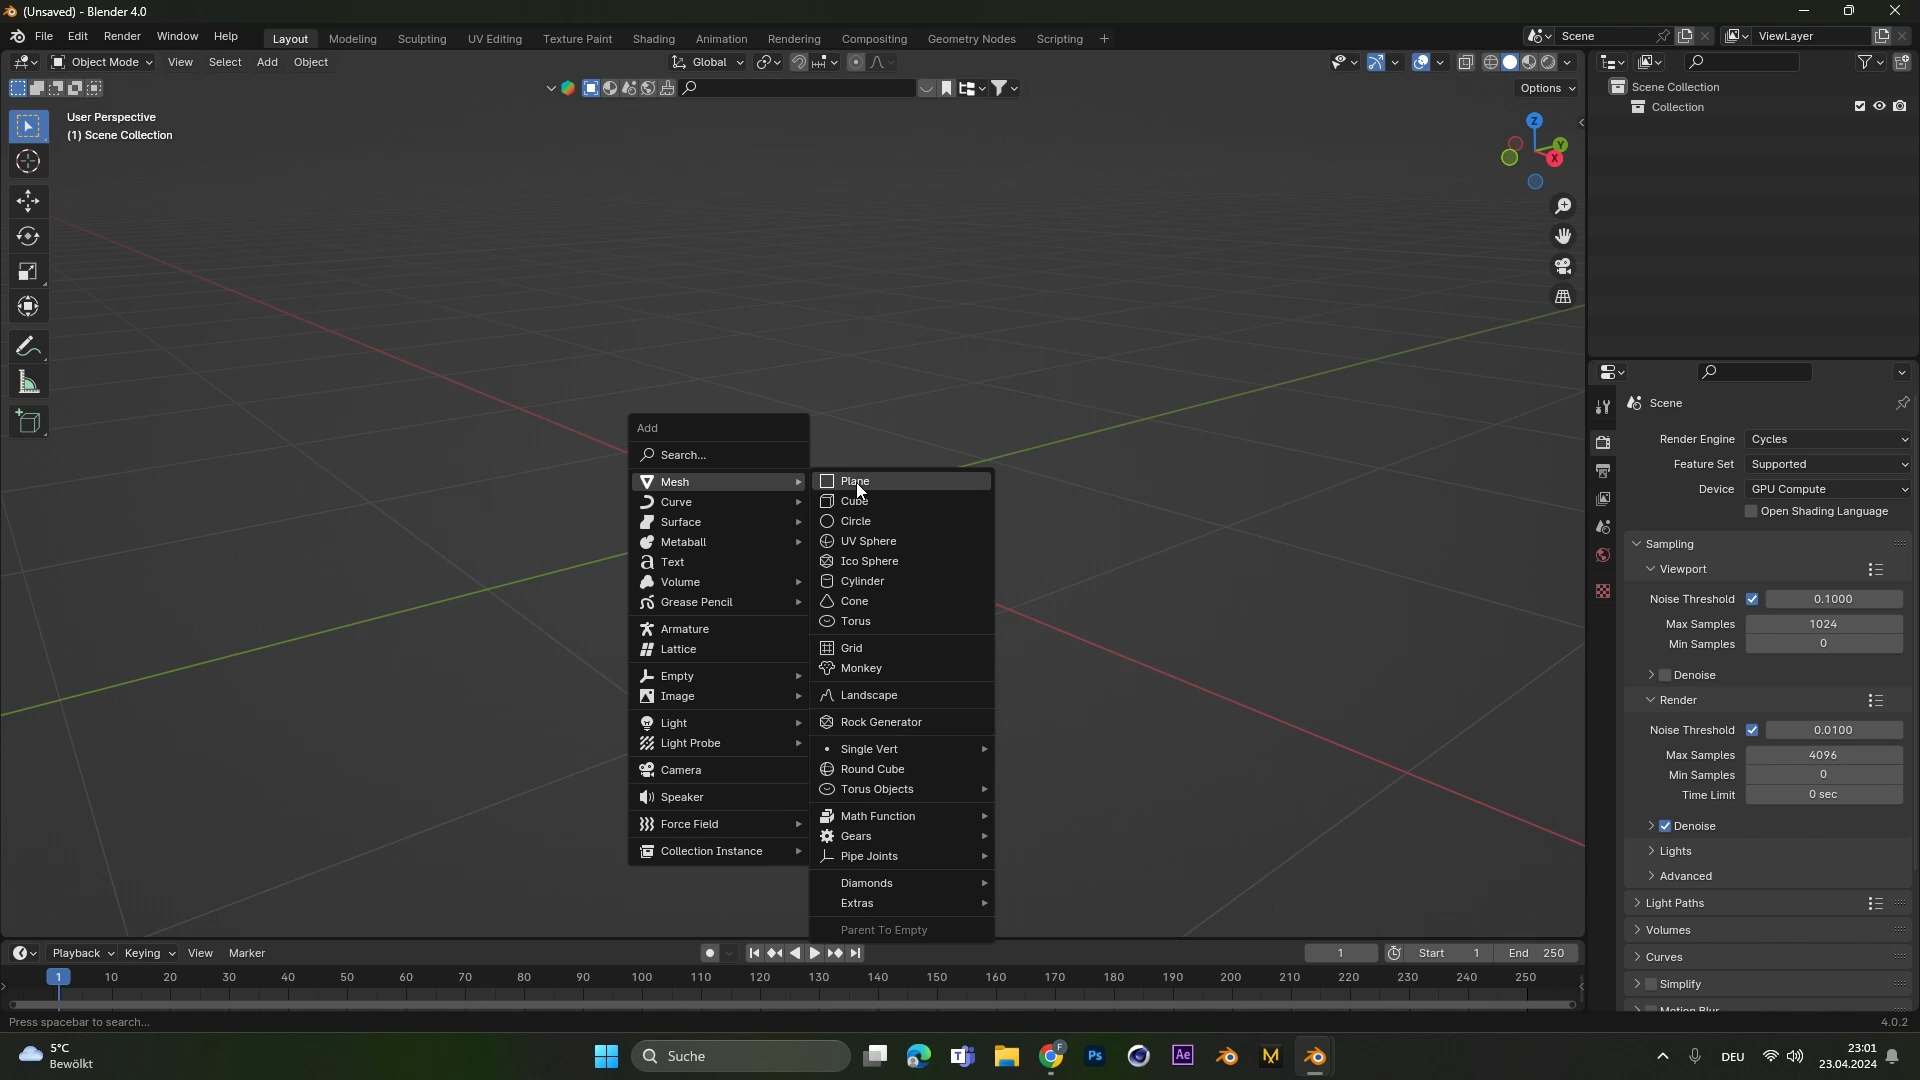 (Unsaved) - Blender 4.0
File Edit Render Window Help
Layout Modeling Sculpting UV Editing Texture Paint Shading Animation Rendering Compositing Geometry Nodes Scripting +
Scene
ViewLayer
Object Mode View Select Add Object
Global
Options
User Perspective
(1) Scene Collection
Z
Y
X
Scene Collection
Collection
Add
Search...
Mesh
Curve
Surface
Metaball
Text
Volume
Grease Pencil
Armature
Lattice
Empty
Image
Light
Light Probe
Camera
Speaker
Force Field
Collection Instance
Plane
Cube
Circle
UV Sphere
Ico Sphere
Cylinder
Cone
Torus
Grid
Monkey
Landscape
Rock Generator
Single Vert
Round Cube
Torus Objects
Math Function
Gears
Pipe Joints
Diamonds
Extras
Parent To Empty
Scene
Render Engine Cycles
Feature Set Supported
Device GPU Compute
Open Shading Language
Sampling
Viewport
Noise Threshold 0.1000
Max Samples 1024
Min Samples 0
Denoise
Render
Noise Threshold 0.0100
Max Samples 4096
Min Samples 0
Time Limit 0 sec
Denoise
Lights
Advanced
Light Paths
Volumes
Curves
Simplify
Motion Blur
Playback Keying View Marker
1 Start 1 End 250
1 10 20 30 40 50 60 70 80 90 100 110 120 130 140 150 160 170 180 190 200 210 220 230 240 250
Press spacebar to search...
4.0.2
5°C
Bewölkt
Suche
F
Ps
Ae
M
DEU
23:01
23.04.2024